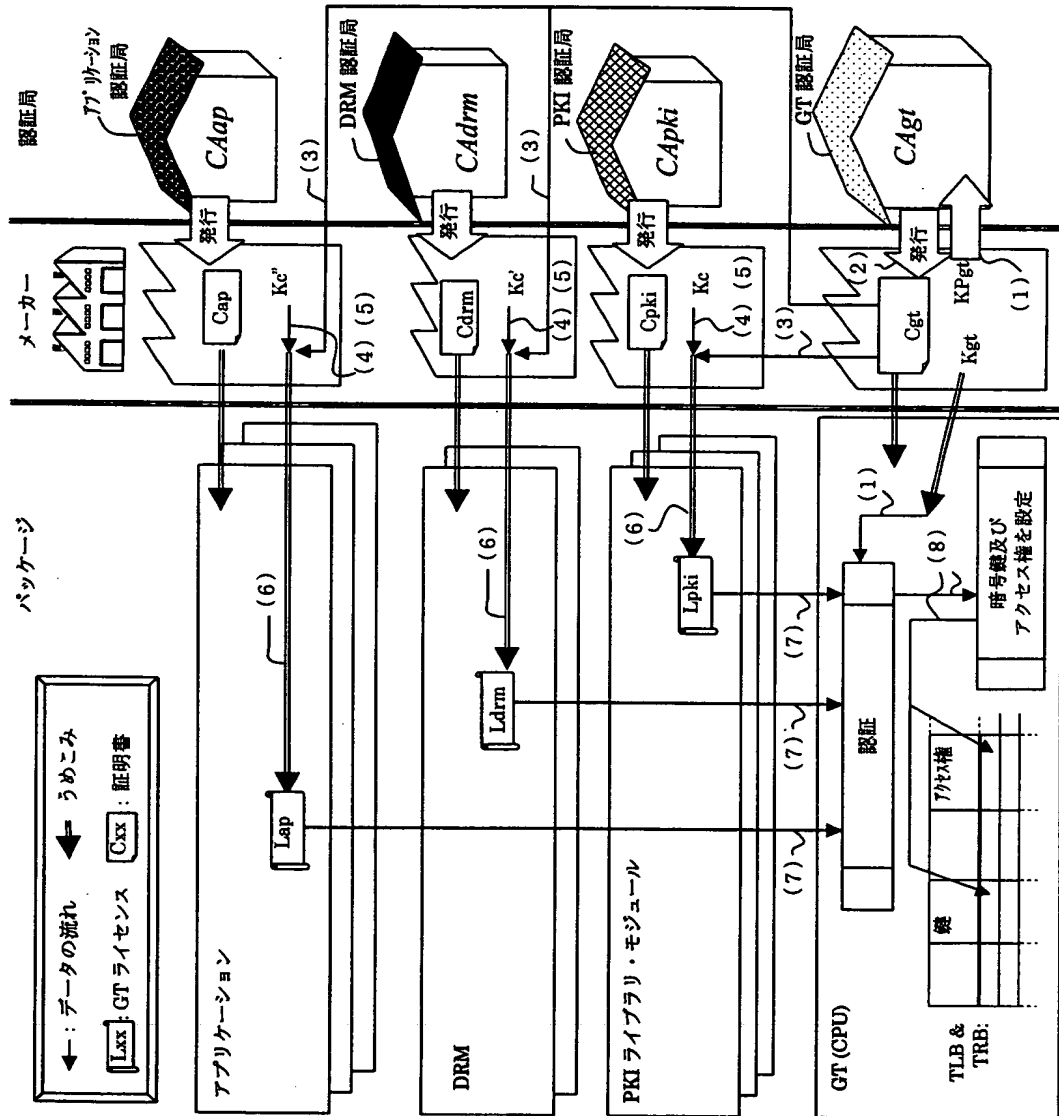 認証局
メーカー
パッケージ
アプリケーション
認証局
CAap
DRM 認証局
CAdrm
PKI 認証局
CApki
GT 認証局
CAgt
(3)
(3)
発行
発行
発行
発行
Cap
Kc"
(4) (5)
Cdrm
Kc'
(4) (5)
Cpki
Kc
(4) (5)
(3)
(2)
Cgt
KPgt
Kgt
(1)
←：データの流れ
⇐ うめこみ
Lxx：GT ライセンス
Cxx：証明書
アプリケーション
(6)
Lap
DRM
(6)
Ldrm
PKI ライブラリ・モジュール
(6)
Lpki
(7)
(7)
(7)
GT (CPU)
(1)
認証
(8)
暗号鍵及び
アクセス権を設定
TLB &
TRB:
鍵
アクセス権